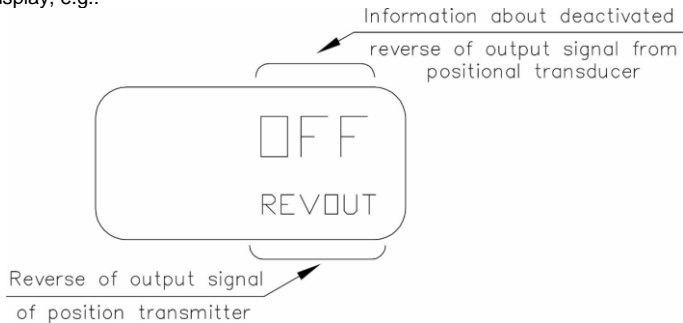 isplay, e.g.:
Information about deactivated
reverse of output signal from
positional transducer
OFF
REVOUT
Reverse of output signal
of position transmitter